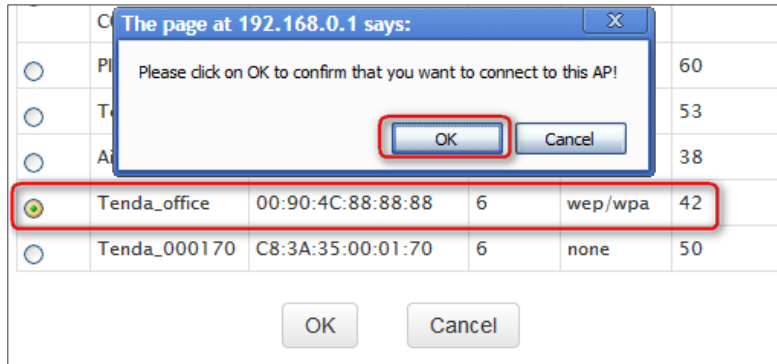 The page at 192.168.0.1 says:
Please click on OK to confirm that you want to connect to this AP!
OK Cancel
60
53
38
Tenda_office 00:90:4C:88:88:88 6 wep/wpa 42
Tenda_000170 C8:3A:35:00:01:70 6 none 50
OK Cancel